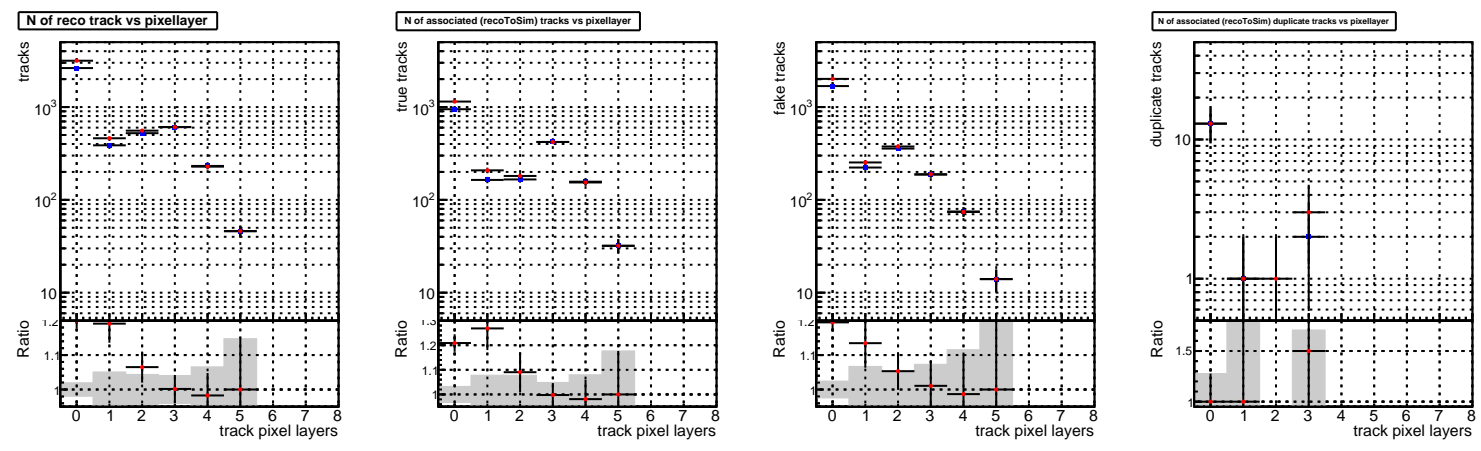 N of reco track vs pixellayer
tracks
10³
10²
10
Ratio
1.2
1.1
1
0 1 2 3 4 5 6 7 8
track pixel layers
N of associated (recoToSim) tracks vs pixellayer
true tracks
10³
10²
10
Ratio
1.3
1.2
1.1
1
0 1 2 3 4 5 6 7 8
track pixel layers
fake tracks
10³
10²
10
Ratio
1.2
1.1
1
0 1 2 3 4 5 6 7 8
track pixel layers
N of associated (recoToSim) duplicate tracks vs pixellayer
duplicate tracks
10
1
Ratio
1.5
1
0 1 2 3 4 5 6 7 8
track pixel layers